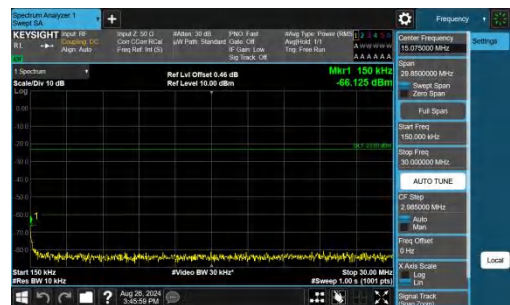 Spectrum Analyzer 1
Swept SA
Frequency
KEYSIGHT
Input: RF
Coupling: DC
Align: Auto
Input Z: 50 Ω
Corr CCorr RCal
Freq Ref: Int (S)
#Atten: 30 dB
µW Path: Standard
PNO: Fast
Gate: Off
IF Gain: Low
Sig Track: Off
#Avg Type: Power (RMS)
Avg|Hold: 1/1
Trig: Free Run
1 2 3 4 5 6
A W W W W W
A A A A A A
1 Spectrum
Scale/Div 10 dB
Log
Ref Lvl Offset 0.46 dB
Ref Level 10.00 dBm
Mkr1 150 kHz
-66.125 dBm
0.00
-10.0
-20.0
-30.0
-40.0
-50.0
-60.0
-70.0
-80.0
1
Start 150 kHz
#Res BW 10 kHz
#Video BW 30 kHz*
Stop 30.00 MHz
#Sweep 1.00 s (1001 pts)
Aug 26, 2024
3:45:59 PM
Center Frequency
15.075000 MHz
Settings
Span
29.8500000 MHz
Swept Span
Zero Span
Full Span
Start Freq
150.000 kHz
Stop Freq
30.000000 MHz
AUTO TUNE
CF Step
2.985000 MHz
Auto
Man
Freq Offset
0 Hz
X Axis Scale
Log
Lin
Local
Signal Track
(Span Zoom)